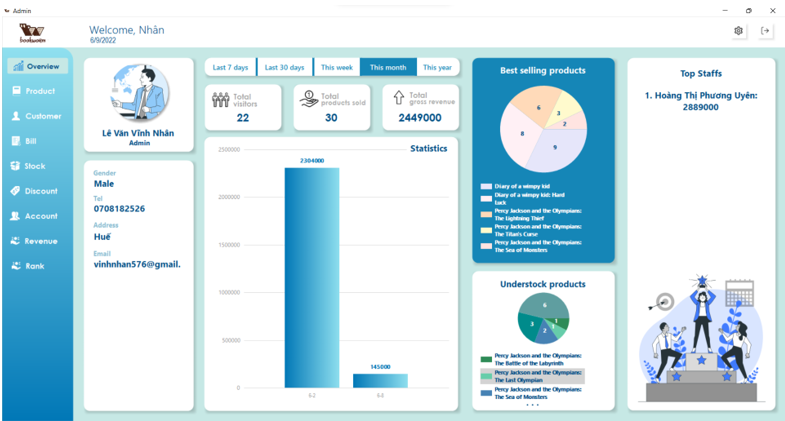 Admin
bookworm
Welcome, Nhân
6/9/2022
Overview
Product
Customer
Bill
Stock
Discount
Account
Revenue
Rank
Lê Văn Vĩnh Nhân
Admin
Gender
Male
Tel
0708182526
Address
Huế
Email
vinhnhan576@gmail.
Last 7 days
Last 30 days
This week
This month
This year
Total
visitors
22
Total
products sold
30
Total
gross revenue
2449000
Statistics
2500000
2000000
1500000
1000000
500000
0
2304000
145000
6.2
6.6
Best selling products
6
3
2
8
9
Diary of a wimpy kid
Diary of a wimpy kid: Hard
Luck
Percy Jackson and the Olympians:
The Lightning Thief
Percy Jackson and the Olympians:
The Titan's Curse
Percy Jackson and the Olympians:
The Sea of Monsters
Understock products
6
1
1
3
2
Percy Jackson and the Olympians:
The Battle of the Labyrinth
Percy Jackson and the Olympians:
The Last Olympian
Percy Jackson and the Olympians:
The Sea of Monsters
Top Staffs
1. Hoàng Thị Phương Uyên:
2889000